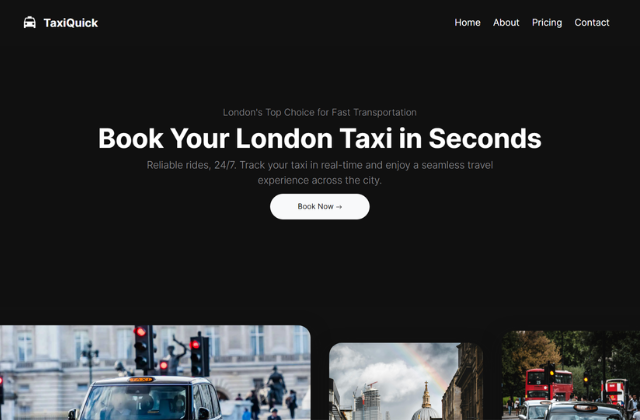 TaxiQuick
Home About Pricing Contact
London's Top Choice for Fast Transportation
Book Your London Taxi in Seconds
Reliable rides, 24/7. Track your taxi in real-time and enjoy a seamless travel
experience across the city.
Book Now →
TAXI